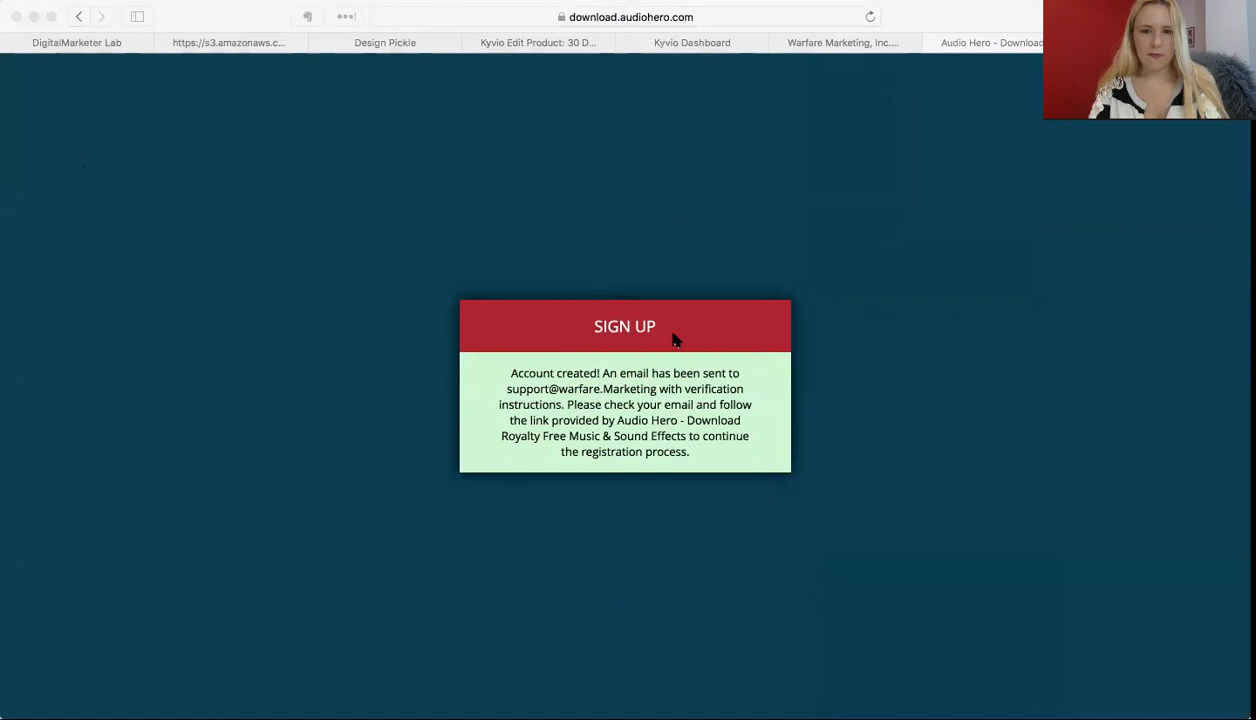 download.audiohero.com
DigitalMarketer Lab
https://s3.amazonaws.c...
Design Pickle
Kyvio Edit Product: 30 D...
Kyvio Dashboard
Warfare Marketing, Inc....
Audio Hero - Download
SIGN UP
Account created! An email has been sent to
support@warfare.Marketing with verification
instructions. Please check your email and follow
the link provided by Audio Hero - Download
Royalty Free Music & Sound Effects to continue
the registration process.